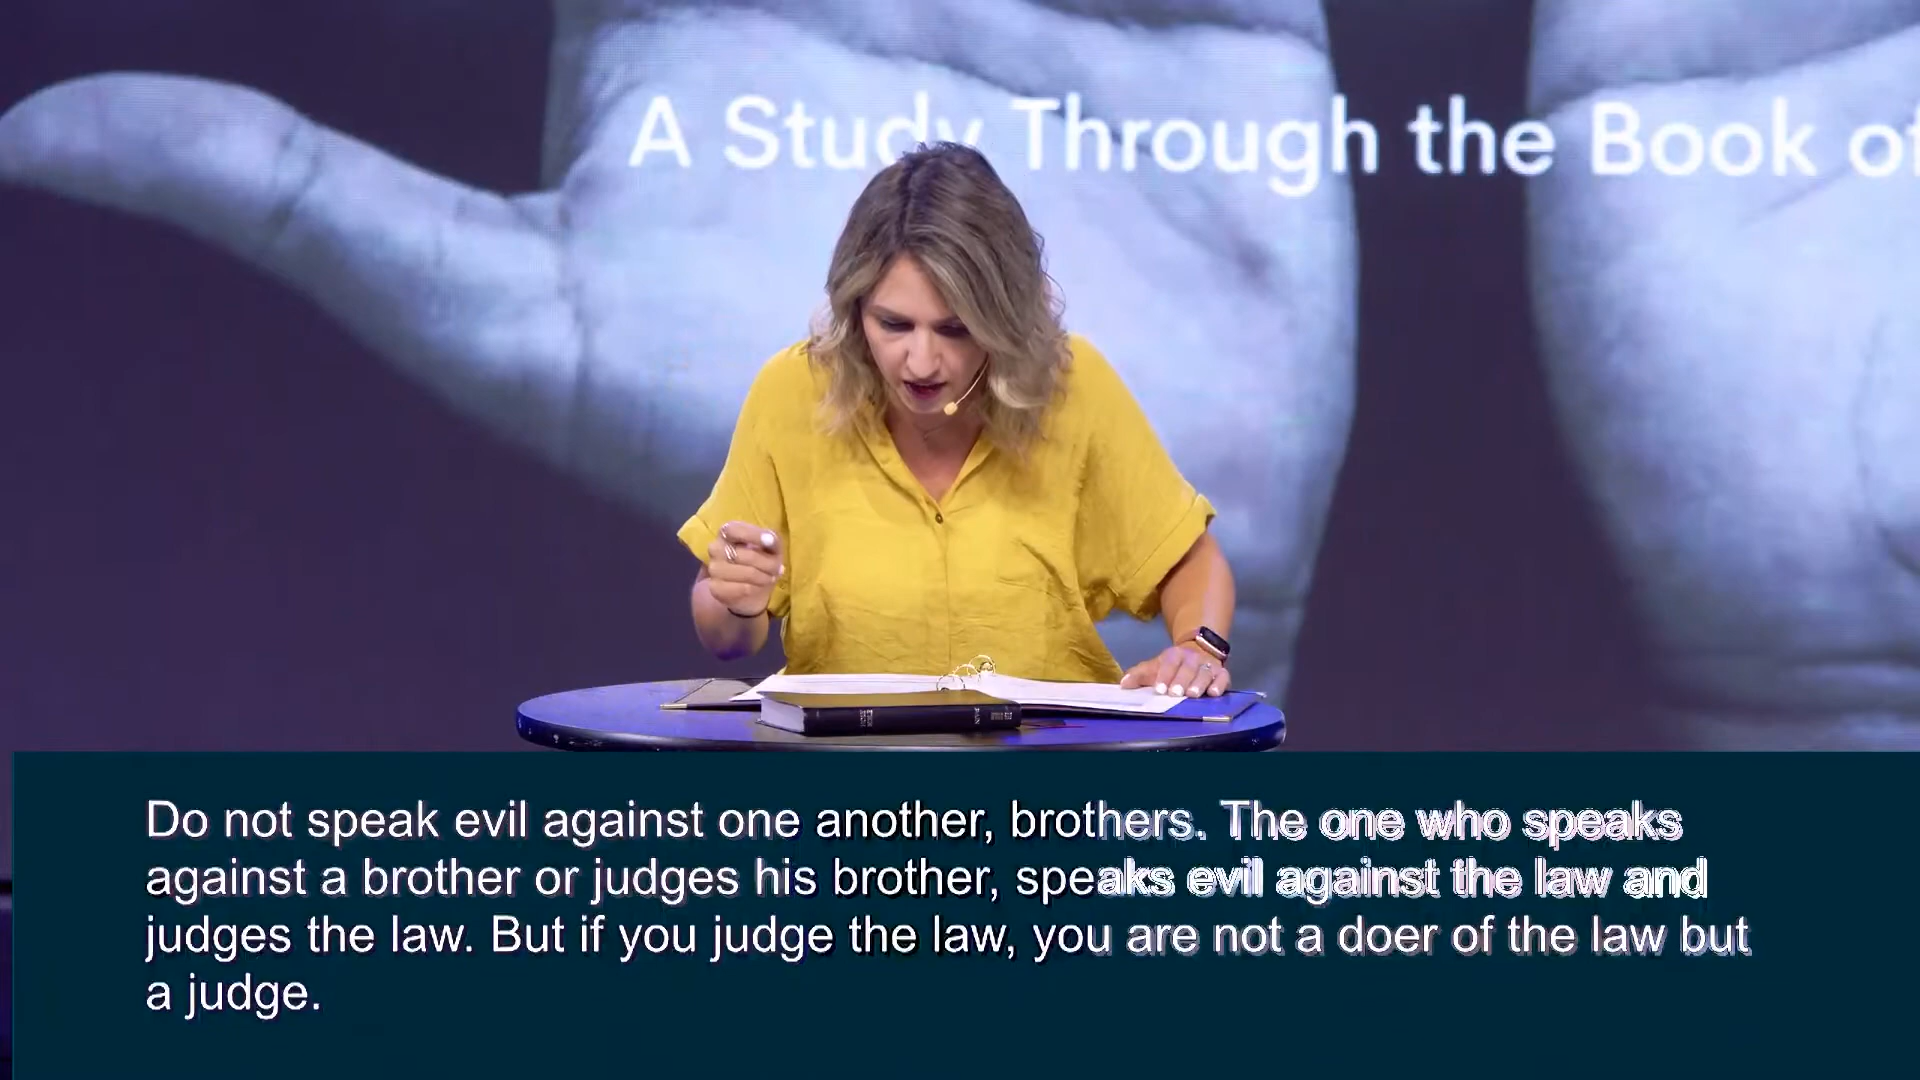 A Study Through the Book of
Do not speak evil against one another, brothers. The one who speaks
against a brother or judges his brother, speaks evil against the law and
judges the law. But if you judge the law, you are not a doer of the law but
a judge.